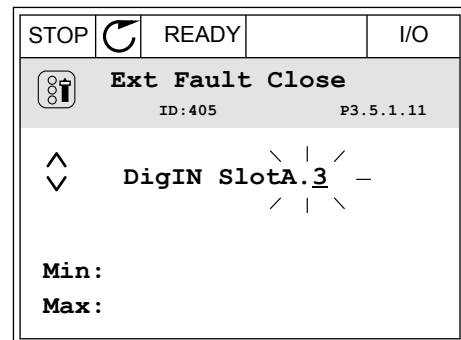 STOP READY I/O
Ext Fault Close
ID:405 P3.5.1.11
DigIN SlotA.3
Min:
Max: